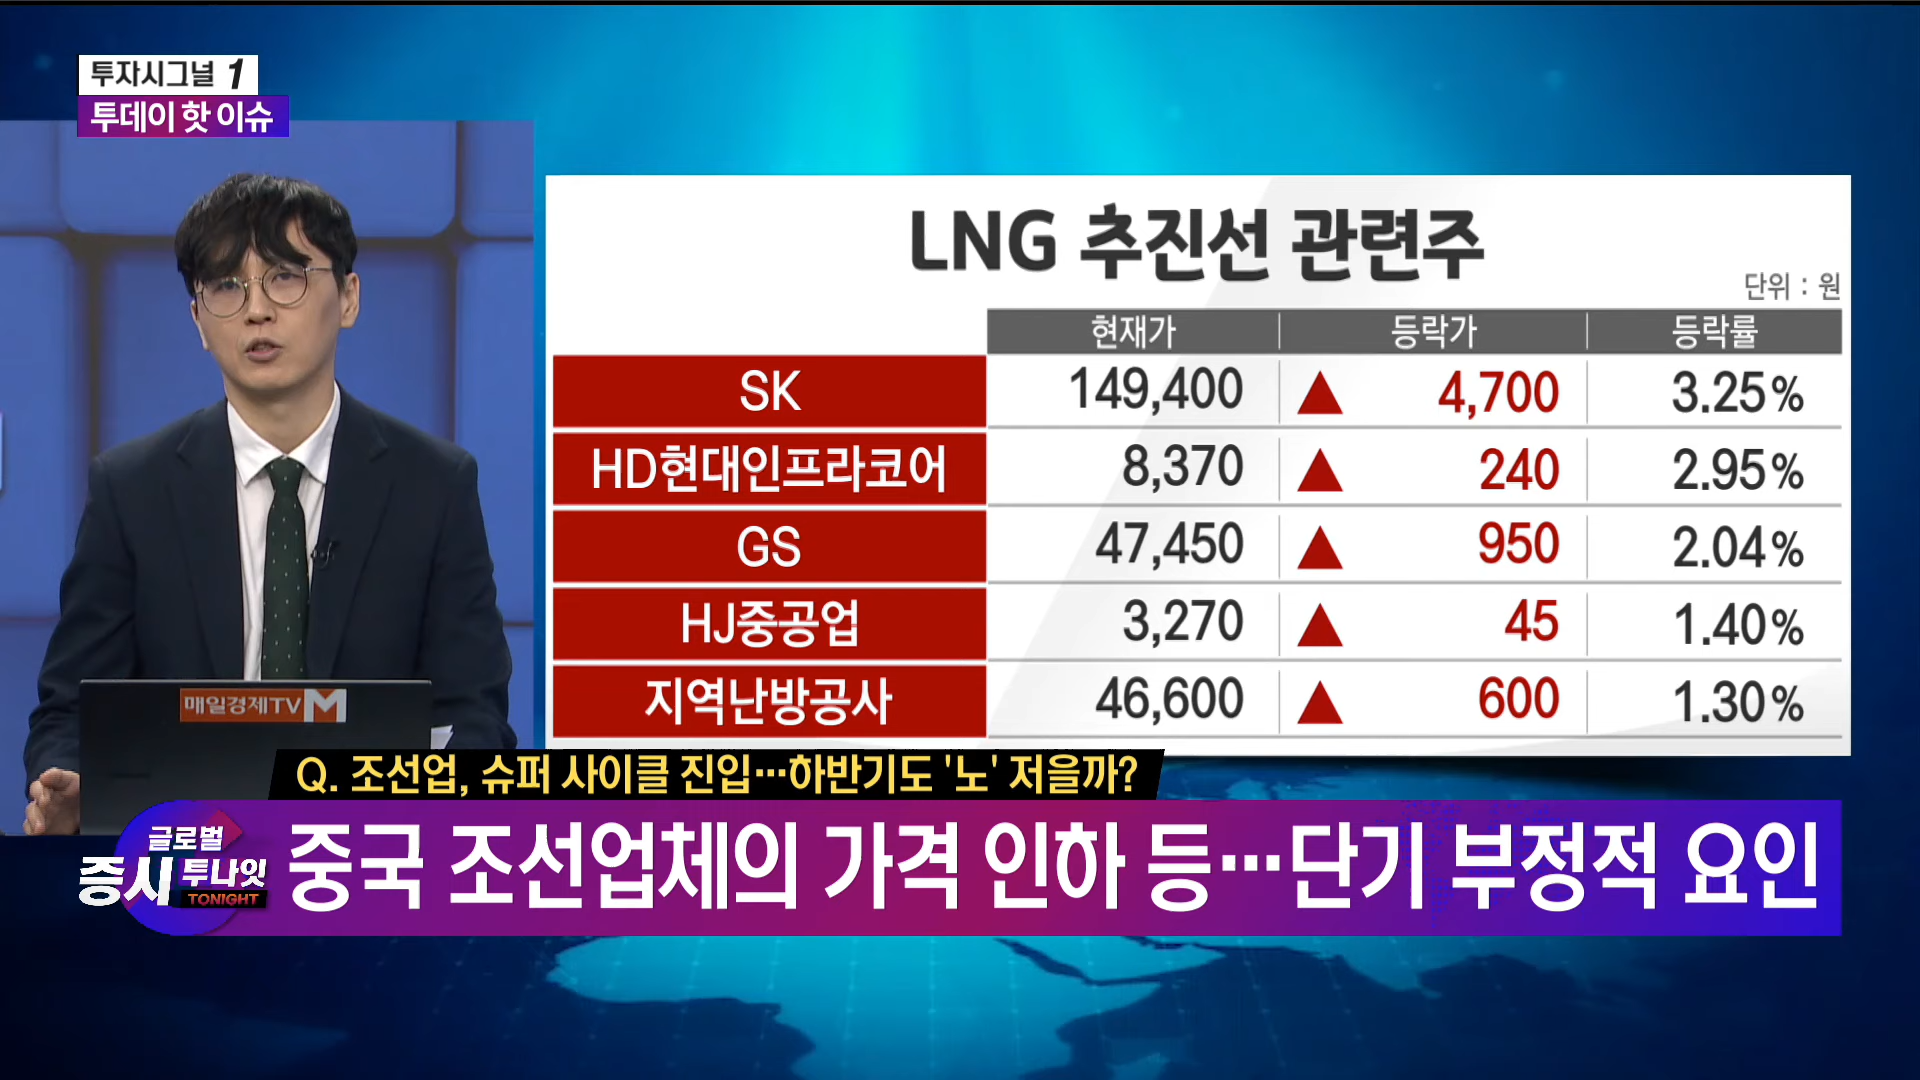 투자시그널 1
투데이 핫 이슈
LNG 추진선 관련주
단위 : 원
현재가 등락가 등락률
SK 149,400 ▲ 4,700 3.25%
HD현대인프라코어 8,370 ▲ 240 2.95%
GS 47,450 ▲ 950 2.04%
HJ중공업 3,270 ▲ 45 1.40%
지역난방공사 46,600 ▲ 600 1.30%
매일경제TV M
Q. 조선업, 슈퍼 사이클 진입…하반기도 '노' 저을까?
글로벌
증시 투나잇
TONIGHT
중국 조선업체의 가격 인하 등…단기 부정적 요인